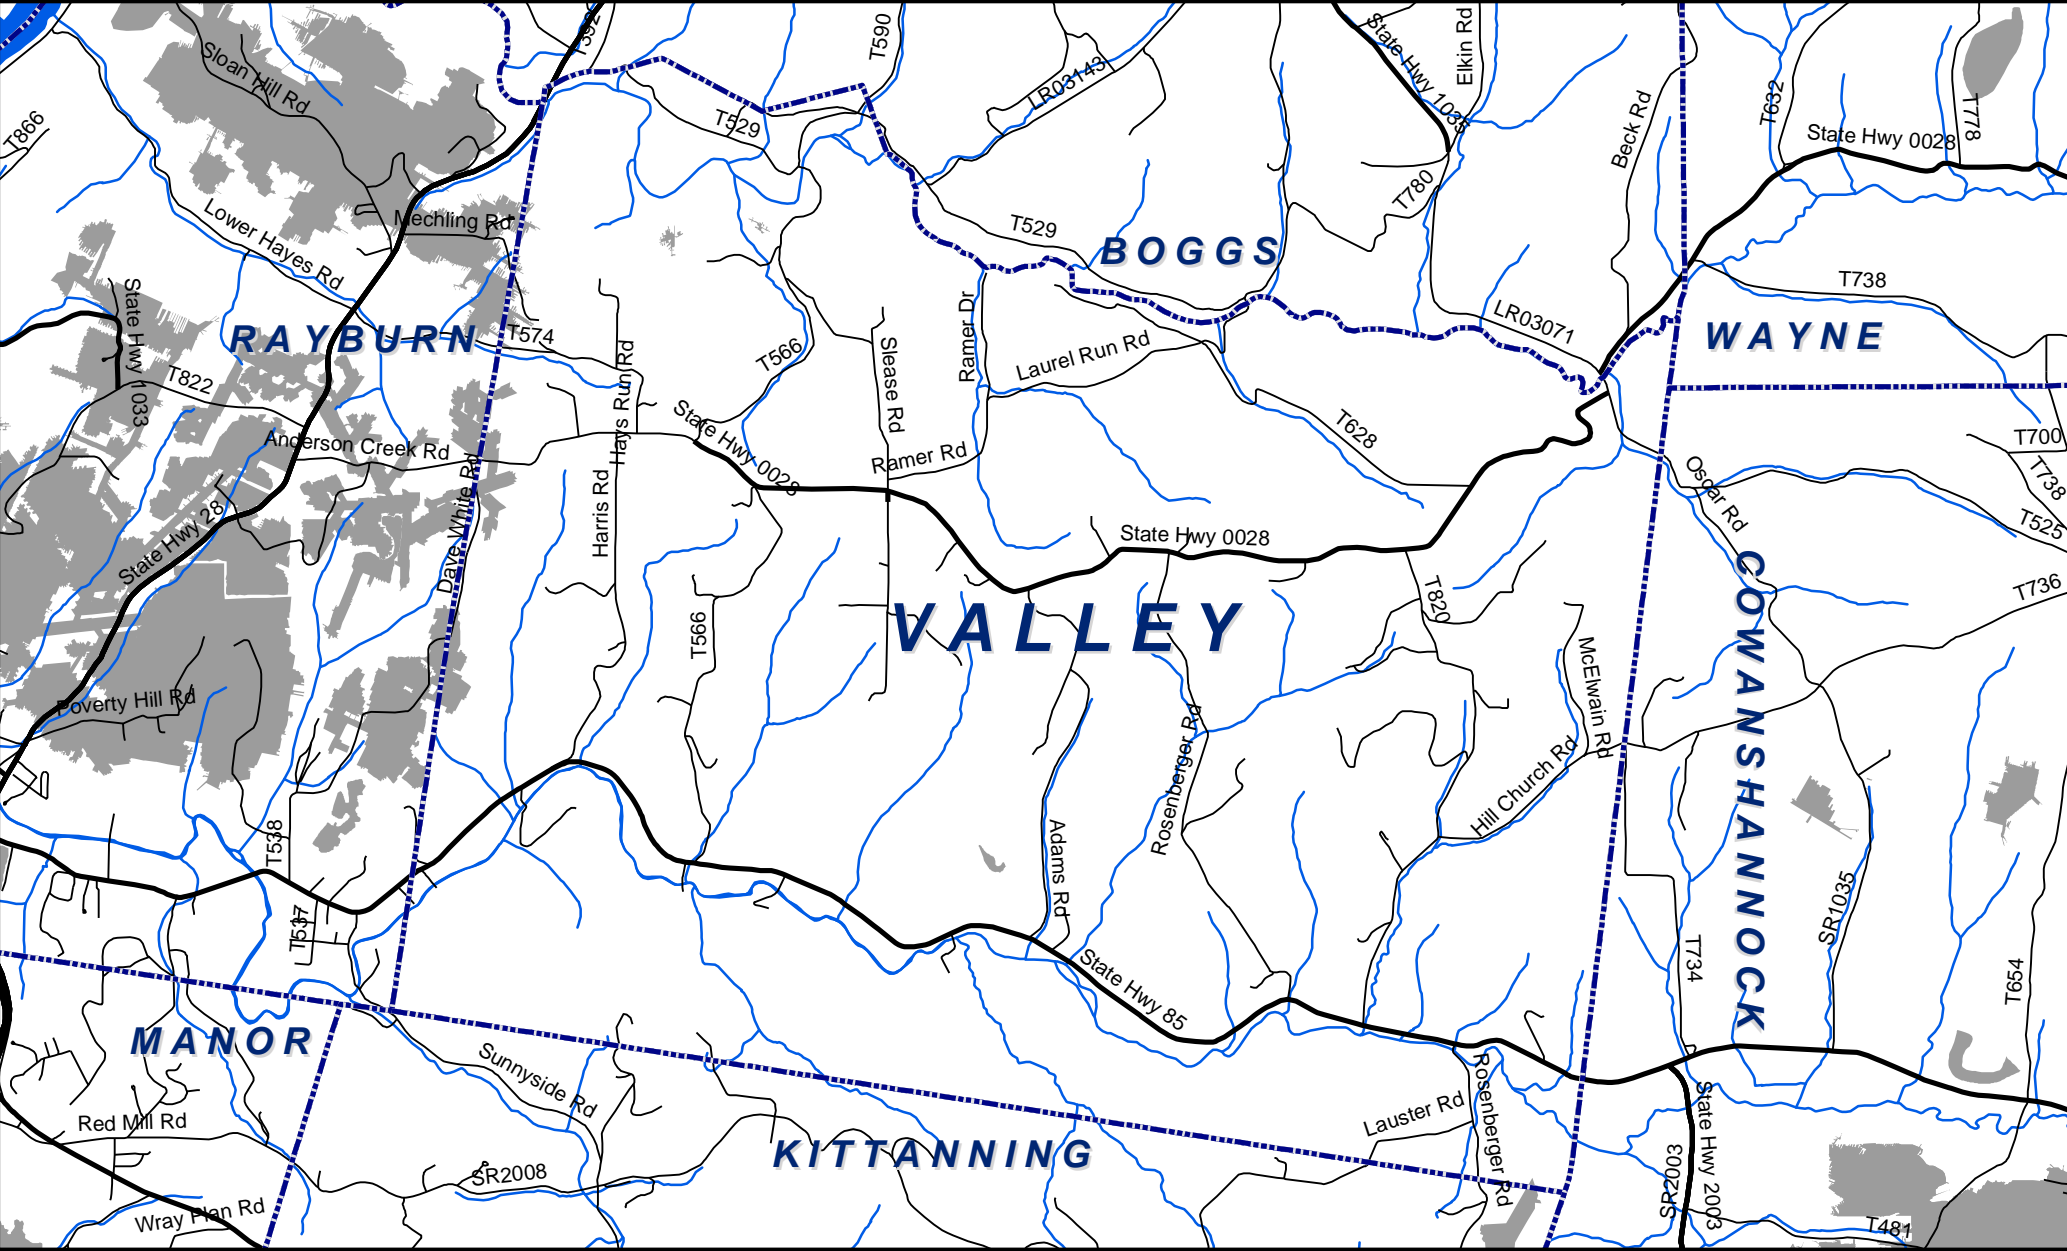 T392
T590
State Hwy 1035
Elkin Rd
Sloan Hill Rd
LR03143
T632
T778
T866
T529
Beck Rd
State Hwy 0028
Lower Hayes Rd
Mechling Rd
T780
T529
BOGGS
T738
State Hwy 1033
RAYBURN
T574
Hays Run Rd
T566
Slease Rd
Ramer Dr
Laurel Run Rd
LR03071
WAYNE
T822
State Hwy 0028
T628
T700
Anderson Creek Rd
Ramer Rd
Oscar Rd
T738
Dave White Rd
Harris Rd
State Hwy 28
State Hwy 0028
T525
T736
T566
VALLEY
T820
McElwain Rd
COWANSHANNOCK
Poverty Hill Rd
Rosenberger Rd
Hill Church Rd
T538
Adams Rd
SR1035
T537
State Hwy 85
T734
T654
MANOR
Sunnyside Rd
Rosenberger Rd
State Hwy 2003
Red Mill Rd
Lauster Rd
KITTANNING
SR2008
SR2003
Wray Plan Rd
T481